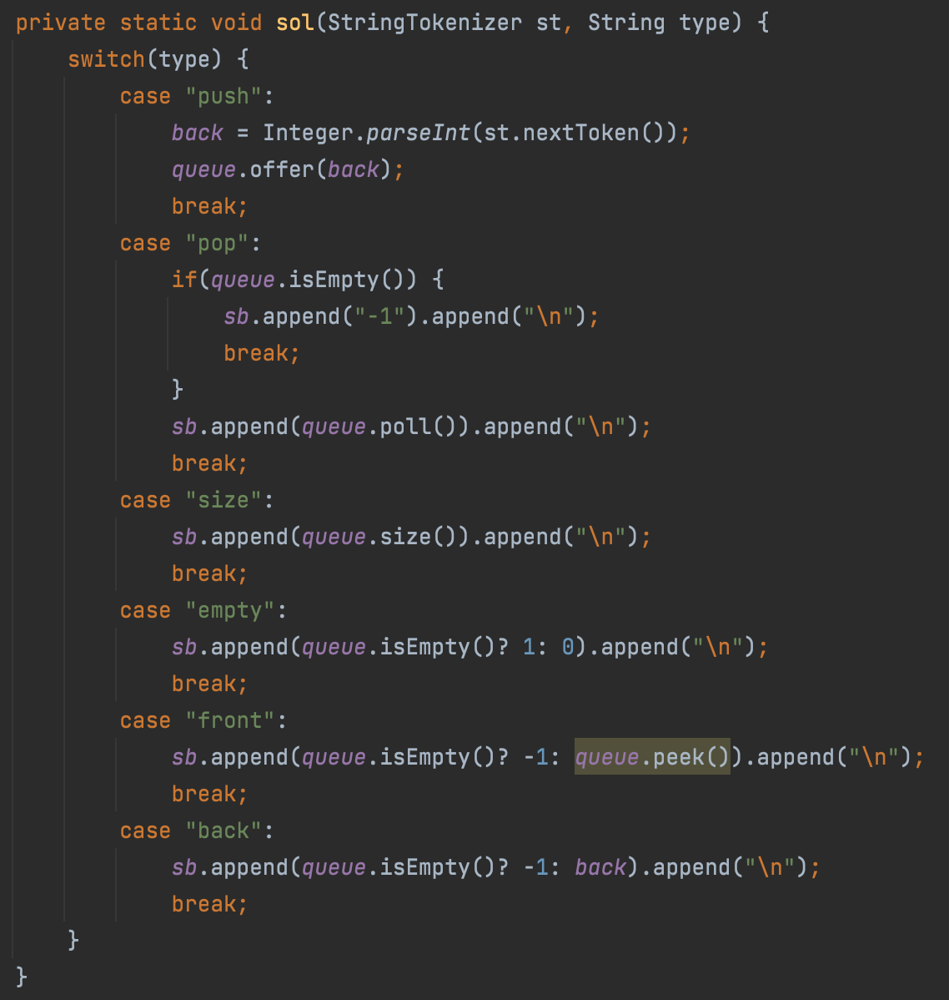 private static void sol(StringTokenizer st, String type) {
    switch(type) {
        case "push":
            back = Integer.parseInt(st.nextToken());
            queue.offer(back);
            break;
        case "pop":
            if(queue.isEmpty()) {
                sb.append("-1").append("\n");
                break;
            }
            sb.append(queue.poll()).append("\n");
            break;
        case "size":
            sb.append(queue.size()).append("\n");
            break;
        case "empty":
            sb.append(queue.isEmpty()? 1: 0).append("\n");
            break;
        case "front":
            sb.append(queue.isEmpty()? -1: queue.peek()).append("\n");
            break;
        case "back":
            sb.append(queue.isEmpty()? -1: back).append("\n");
            break;
    }
}